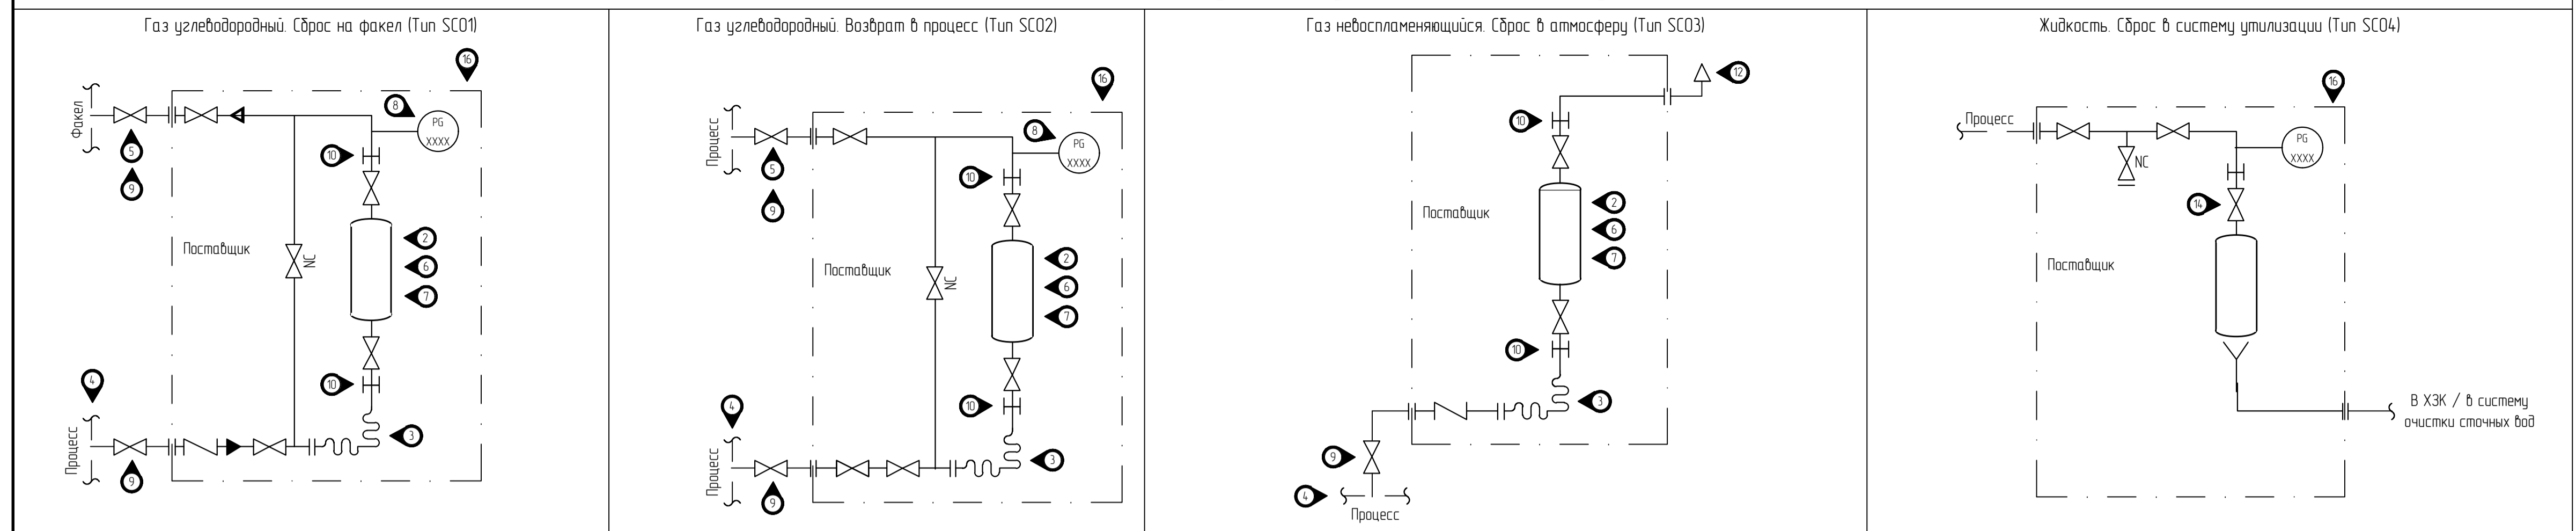 Газ углеводородный. Сброс на факел (Тип SC01)
16
Факел
8
PG
XXXX
5
10
9
2
Поставщик
NC
6
7
4
10
3
Процесс
9
Газ углеводородный. Возврат в процесс (Тип SC02)
16
Процесс
8
PG
XXXX
5
10
9
2
Поставщик
NC
6
7
4
10
3
Процесс
9
Газ невоспламеняющийся. Сброс в атмосферу (Тип SC03)
12
10
2
Поставщик
6
7
10
3
9
4
Процесс
Жидкость. Сброс в систему утилизации (Тип SC04)
16
Процесс
PG
XXXX
NC
14
Поставщик
В ХЗК / в систему
очистки сточных вод